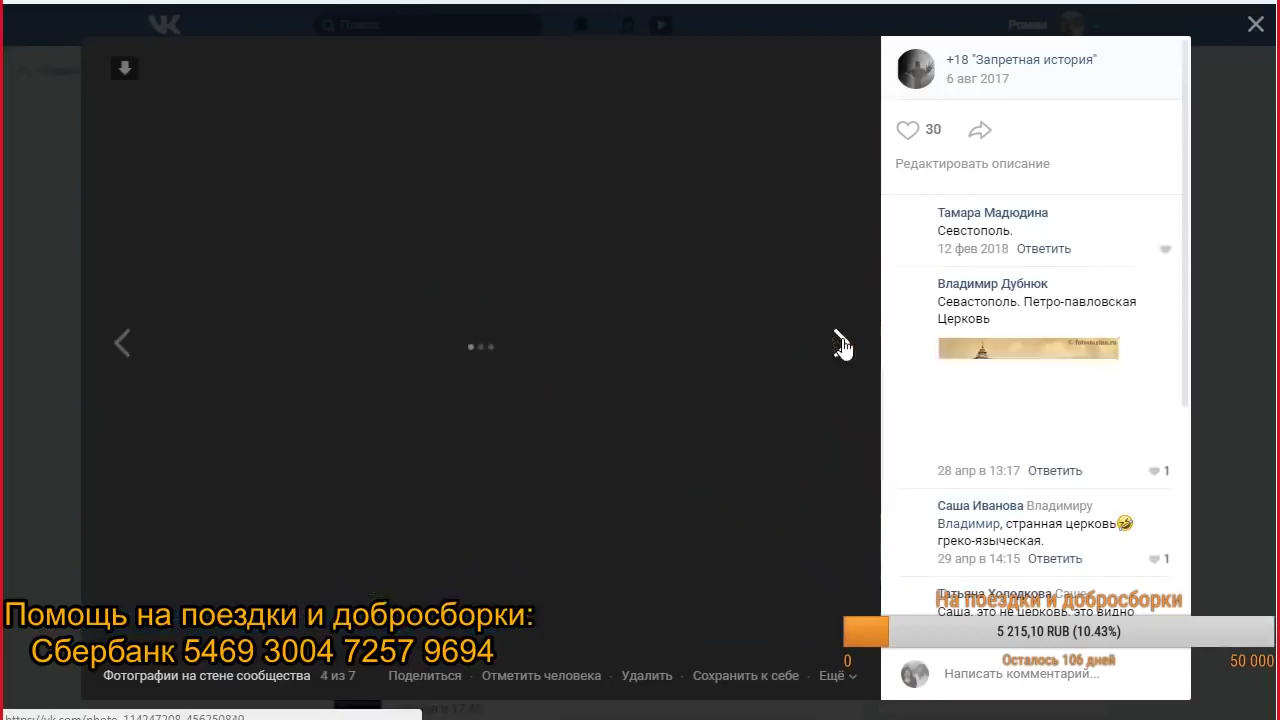 Поиск
Роман
+18 "Запретная история"
6 авг 2017
30
Редактировать описание
Тамара Мадюдина
Севстополь.
12 фев 2018 Ответить
Владимир Дубнюк
Севастополь. Петро-павловская
Церковь
28 апр в 13:17 Ответить 1
Саша Иванова Владимиру
Владимир, странная церковь🤣
греко-языческая.
29 апр в 14:15 Ответить 1
Татьяна Холодкова Саше
Саша, это не церковь, это видно
На поездки и добросборки
5 215,10 RUB (10.43%)
0
50 000
Осталось 106 дней
Написать комментарий...
Помощь на поездки и добросборки:
Сбербанк 5469 3004 7257 9694
Фотографии на стене сообщества 4 из 7 Поделиться · Отметить человека · Удалить · Сохранить к себе · Ещё